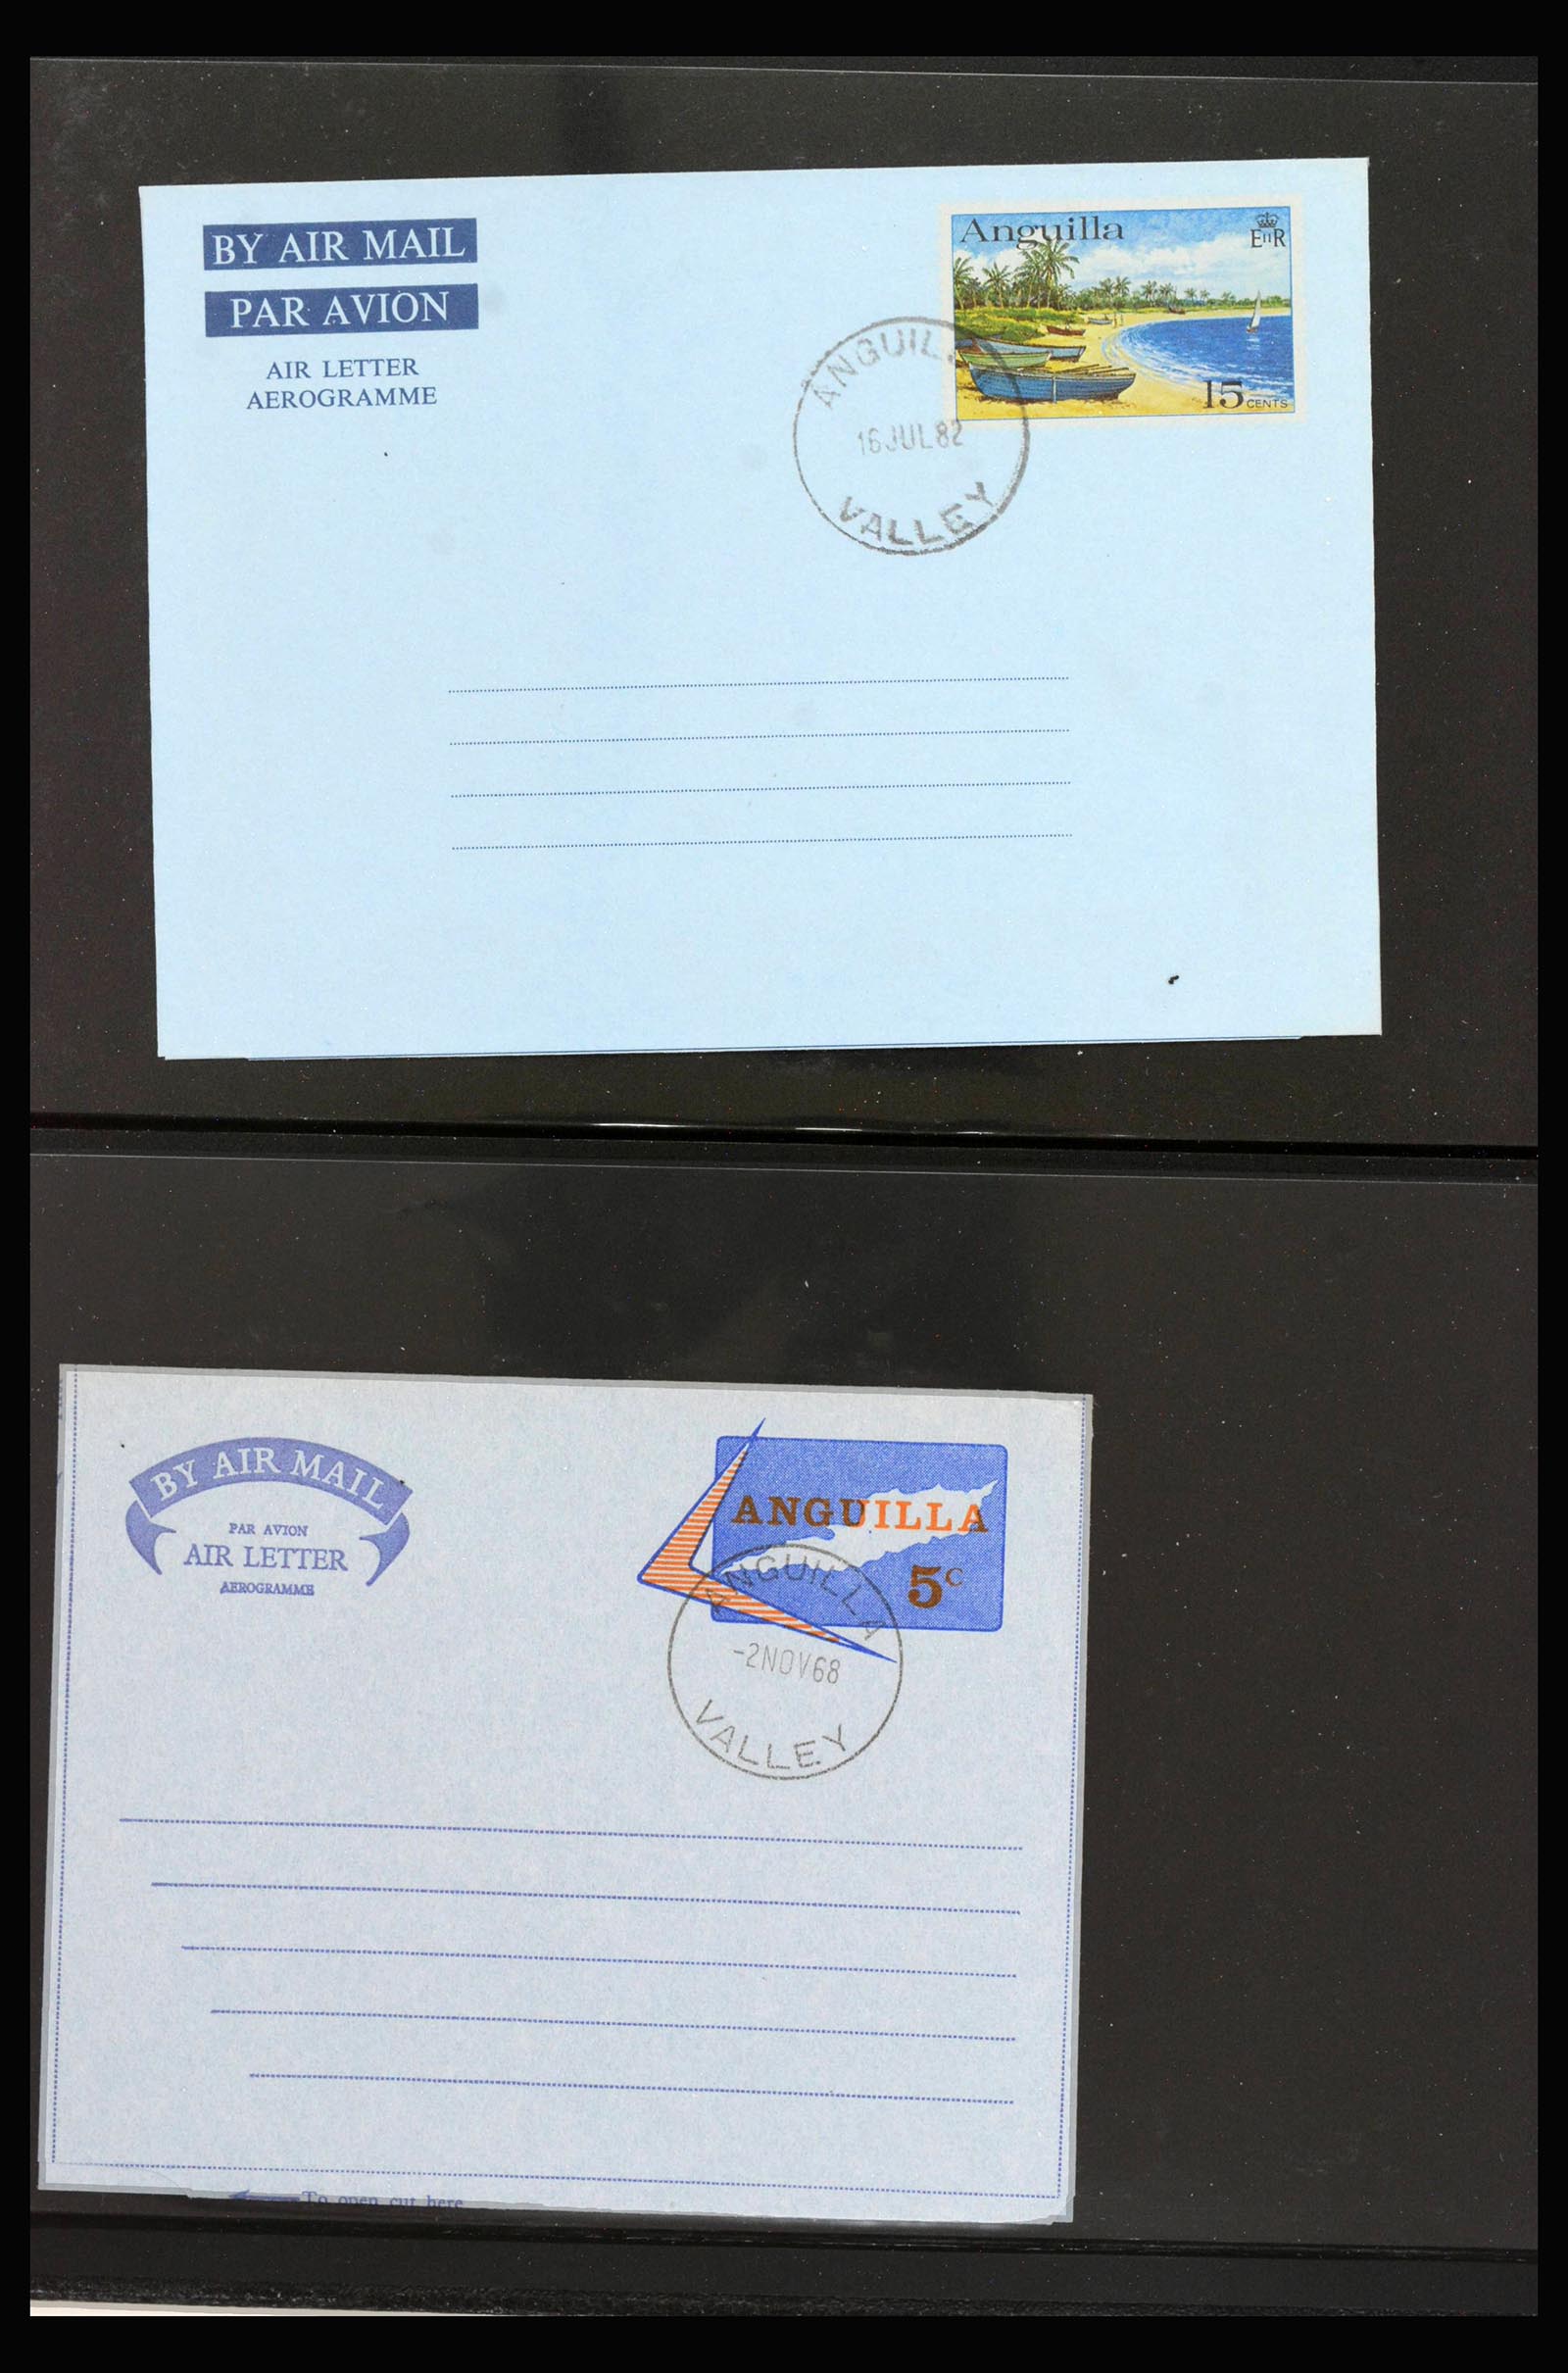 BY AIR MAIL
PAR AVION
AIR LETTER
AEROGRAMME
Anguilla
EIIR
15 CENTS
ANGUIL
16 JUL 82
VALLEY
BY AIR MAIL
PAR AVION
AIR LETTER
AEROGRAMME
ANGUILLA
5c
ANGUILLA
-2 NOV 68
VALLEY
To open cut here